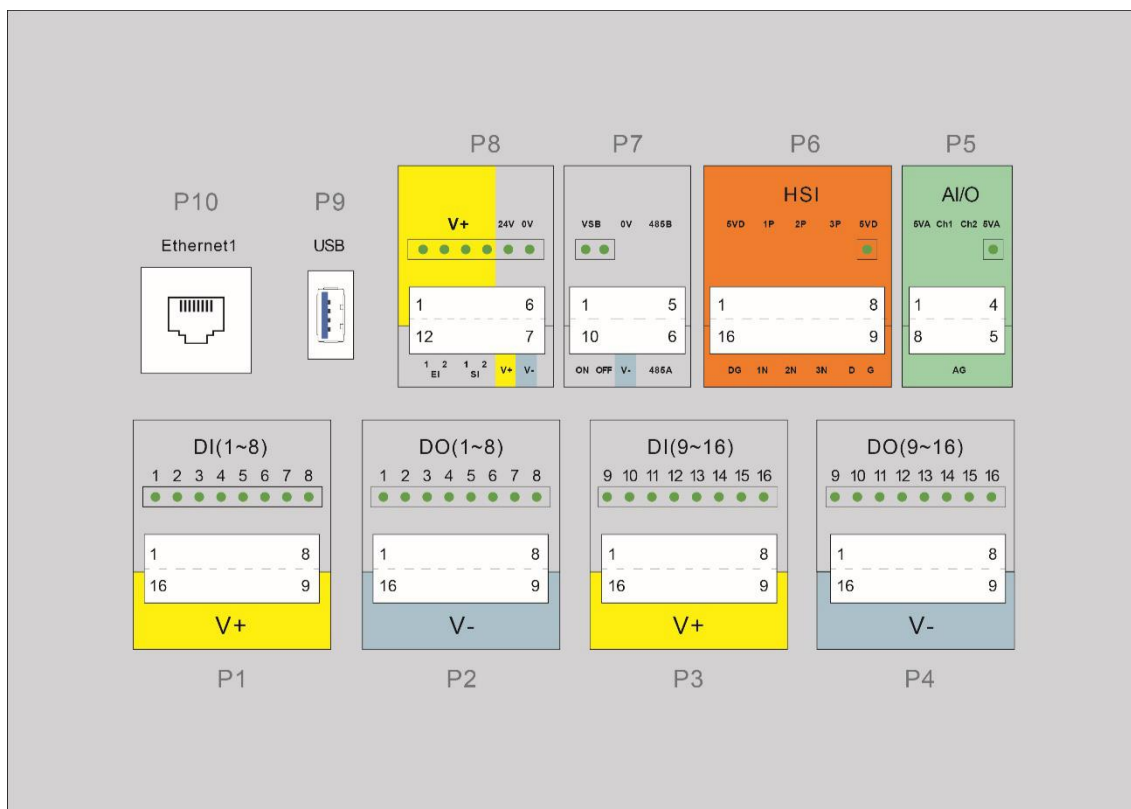 P8 P7 P6 P5
P10 P9
HSI AI/O
V+ 24V 0V VSB 0V 485B 5VD 1P 2P 3P 5VD 5VA Ch1 Ch2 5VA
Ethernet1 USB
1 6 1 5 1 8 1 4
12 7 10 6 16 9 8 5
1 2 1 2 V+ V- ON OFF V- 485A DG 1N 2N 3N D G AG
EI SI
DI(1~8) DO(1~8) DI(9~16) DO(9~16)
1 2 3 4 5 6 7 8 1 2 3 4 5 6 7 8 9 10 11 12 13 14 15 16 9 10 11 12 13 14 15 16
1 8 1 8 1 8 1 8
16 9 16 9 16 9 16 9
V+ V- V+ V-
P1 P2 P3 P4